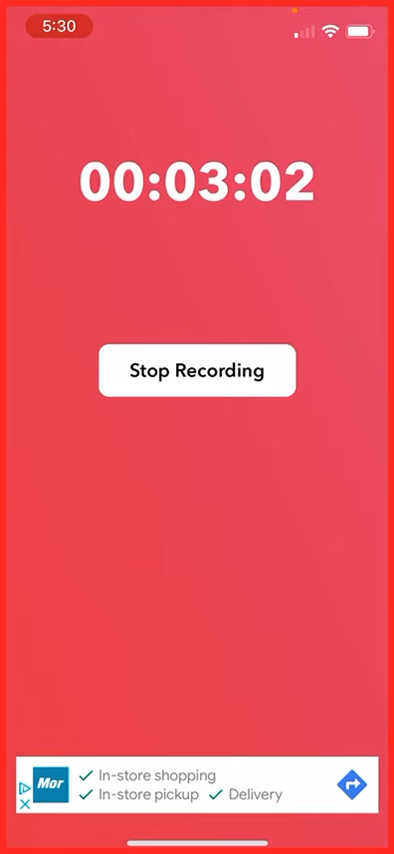 5:30
00:03:02
Stop Recording
Mor
In-store shopping
In-store pickup Delivery